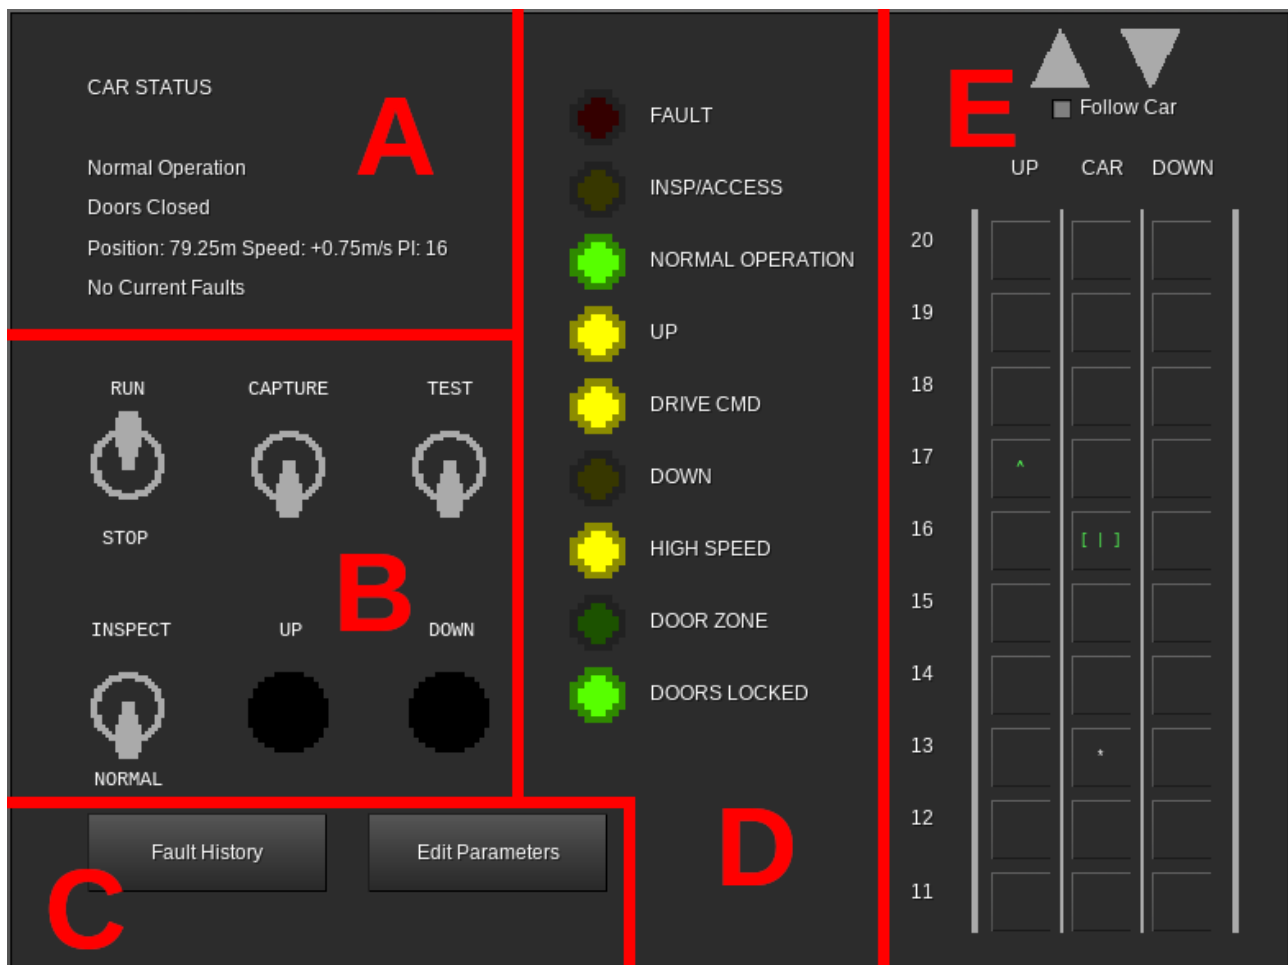 CAR STATUS
A
Normal Operation
Doors Closed
Position: 79.25m Speed: +0.75m/s PI: 16
No Current Faults
RUN CAPTURE TEST
STOP
B
INSPECT UP DOWN
NORMAL
Fault History Edit Parameters
C
FAULT
INSP/ACCESS
NORMAL OPERATION
UP
DRIVE CMD
DOWN
HIGH SPEED
DOOR ZONE
DOORS LOCKED
D
E
Follow Car
UP CAR DOWN
20
19
18
17 ^
16 [ | ]
15
14
13 *
12
11